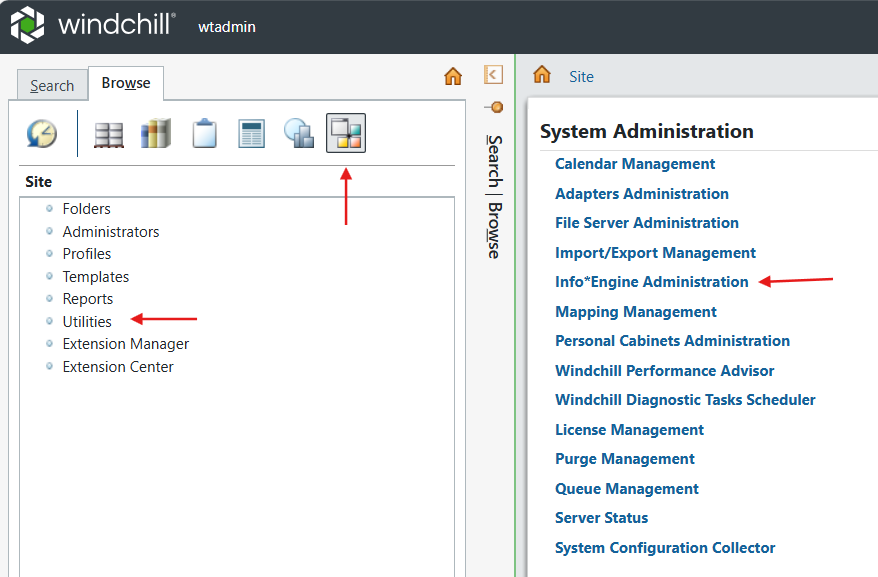 windchill® wtadmin
Search Browse
Site
Folders
Administrators
Profiles
Templates
Reports
Utilities
Extension Manager
Extension Center
Search | Browse
Site
System Administration
Calendar Management
Adapters Administration
File Server Administration
Import/Export Management
Info*Engine Administration
Mapping Management
Personal Cabinets Administration
Windchill Performance Advisor
Windchill Diagnostic Tasks Scheduler
License Management
Purge Management
Queue Management
Server Status
System Configuration Collector